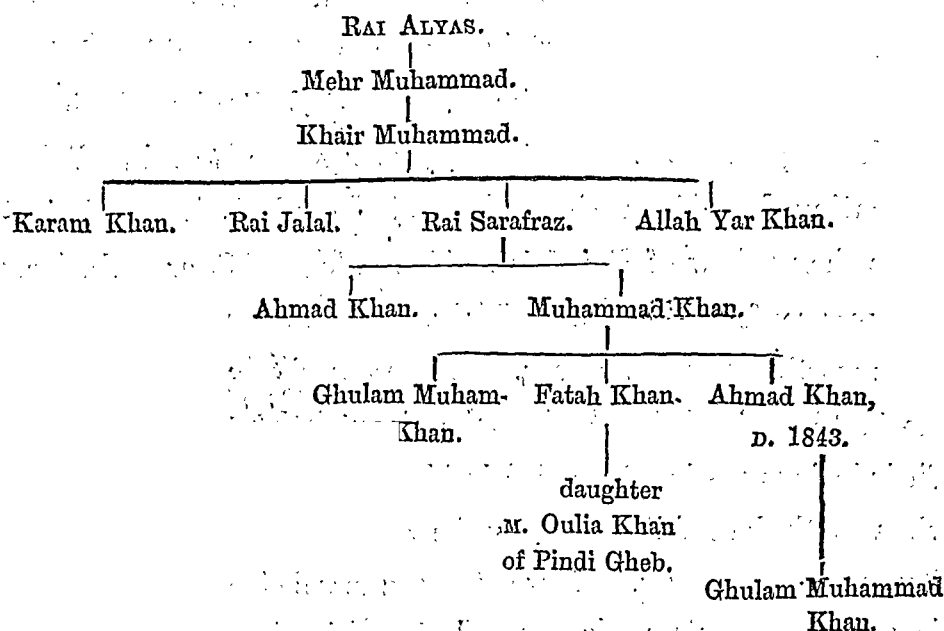 RAI ALYAS.
Mehr Muhammad.
Khair Muhammad.
Karam Khan. Rai Jalal. Rai Sarafraz. Allah Yar Khan.
Ahmad Khan. Muhammad Khan.
Ghulam Muham- Fatah Khan. Ahmad Khan,
Khan. D. 1843.
daughter
M. Oulia Khan
of Pindi Gheb.
Ghulam Muhammad
Khan.